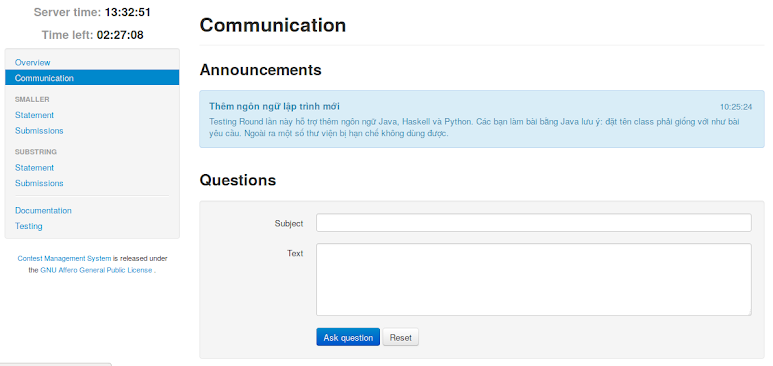 Server time: 13:32:51
Time left: 02:27:08
Overview
Communication
SMALLER
Statement
Submissions
SUBSTRING
Statement
Submissions
Documentation
Testing
Contest Management System is released under
the GNU Affero General Public License .
Communication
Announcements
Thêm ngôn ngữ lập trình mới 10:25:24
Testing Round lần này hỗ trợ thêm ngôn ngữ Java, Haskell và Python. Các bạn làm bài bằng Java lưu ý: đặt tên class phải giống với như bài
yêu cầu. Ngoài ra một số thư viện bị hạn chế không dùng được.
Questions
Subject
Text
Ask question Reset